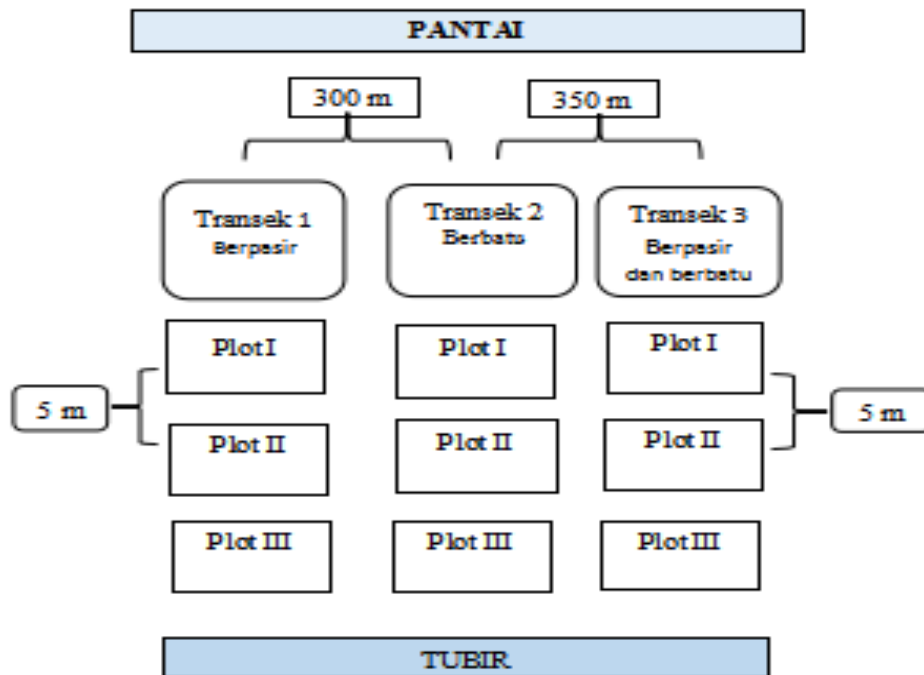 PANTAI
300 m
350 m
Transek 1
Berpasir
Transek 2
Berbatu
Transek 3
Berpasir
dan berbatu
Plot I
Plot I
Plot I
5 m
5 m
Plot II
Plot II
Plot II
Plot III
Plot III
Plot III
TUBIR